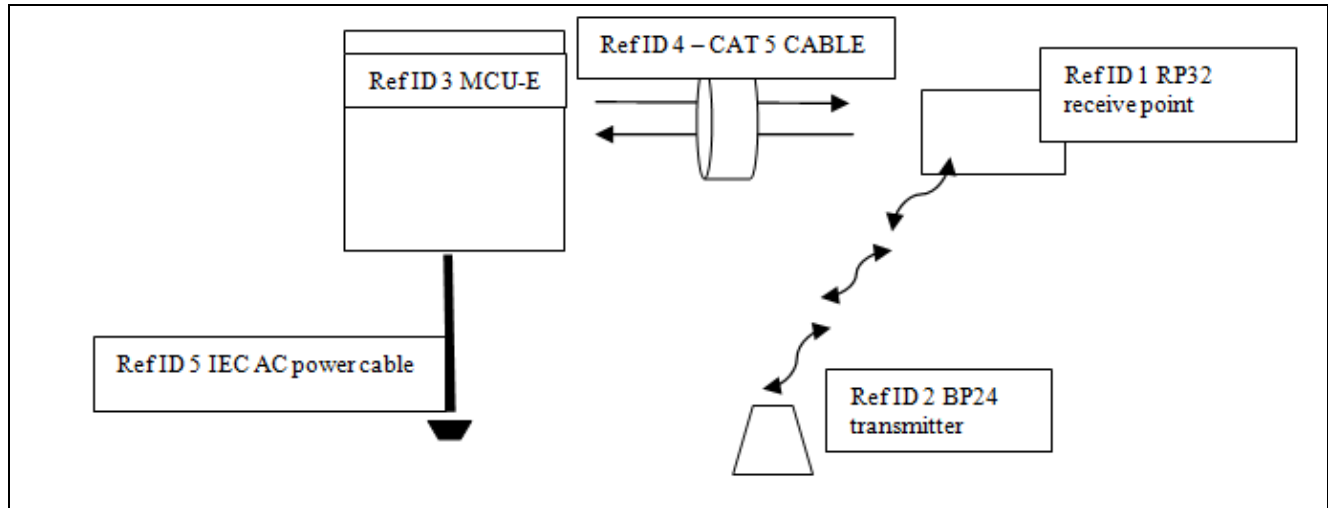 Ref ID 4 – CAT 5 CABLE
Ref ID 3 MCU-E
Ref ID 1 RP32
receive point
Ref ID 5 IEC AC power cable
Ref ID 2 BP24
transmitter